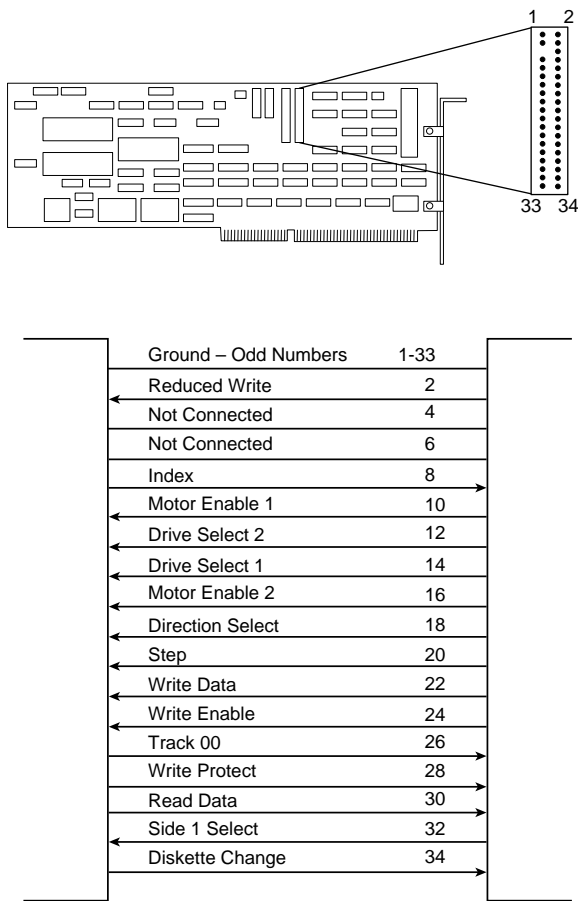 1 2
33 34
Ground – Odd Numbers 1-33
Reduced Write 2
Not Connected 4
Not Connected 6
Index 8
Motor Enable 1 10
Drive Select 2 12
Drive Select 1 14
Motor Enable 2 16
Direction Select 18
Step 20
Write Data 22
Write Enable 24
Track 00 26
Write Protect 28
Read Data 30
Side 1 Select 32
Diskette Change 34